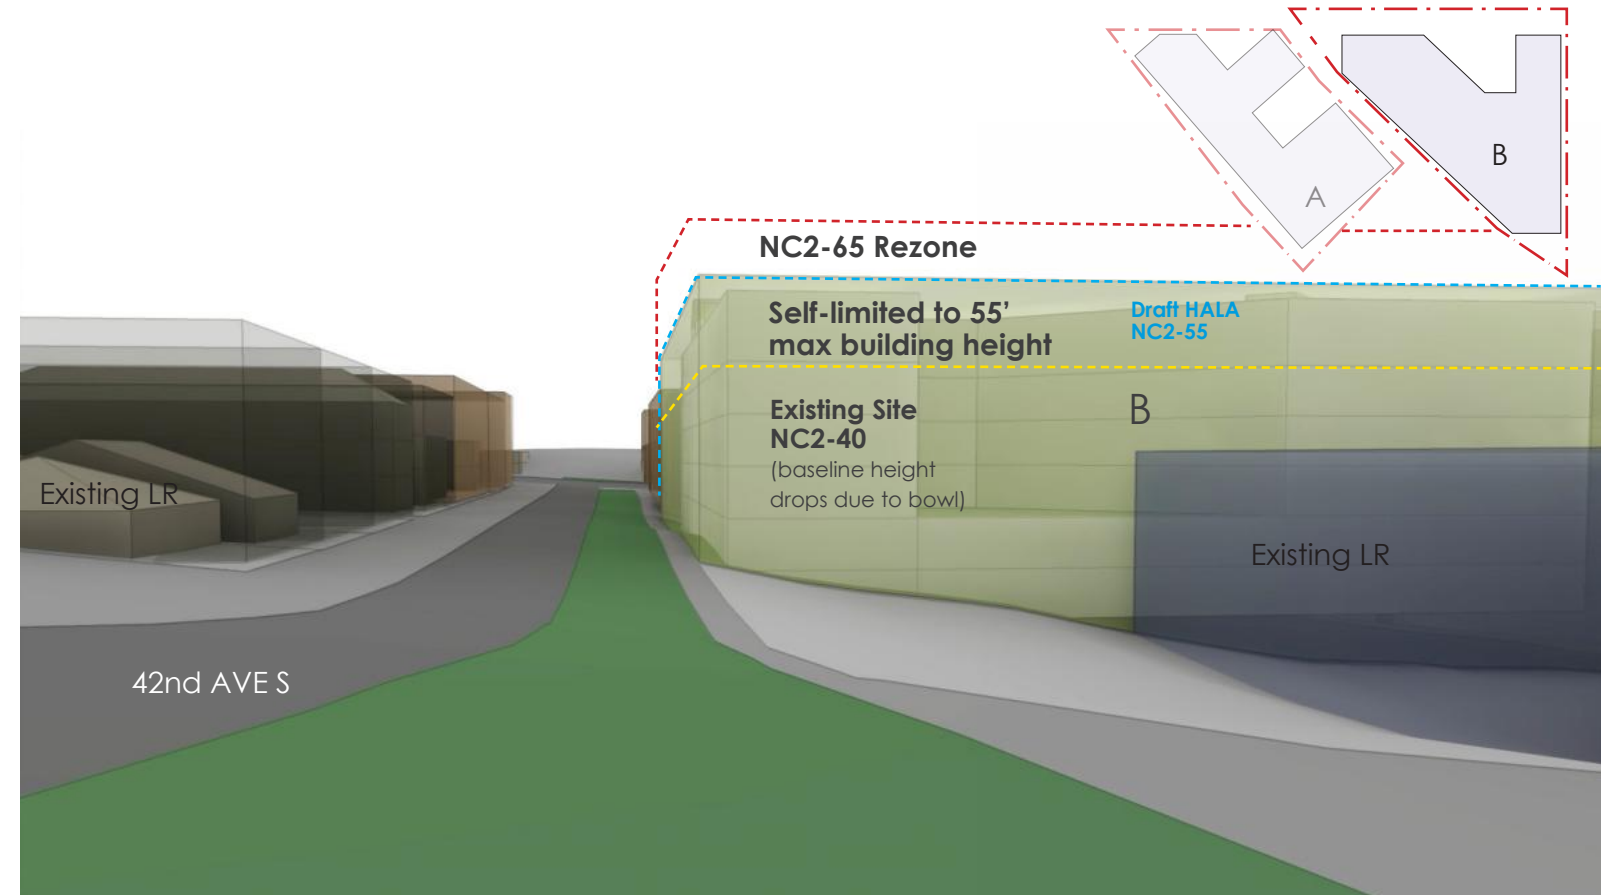 B
A
NC2-65 Rezone
Self-limited to 55’
max building height
Draft HALA
NC2-55
Existing Site
NC2-40
(baseline height
drops due to bowl)
B
Existing LR
Existing LR
42nd AVE S